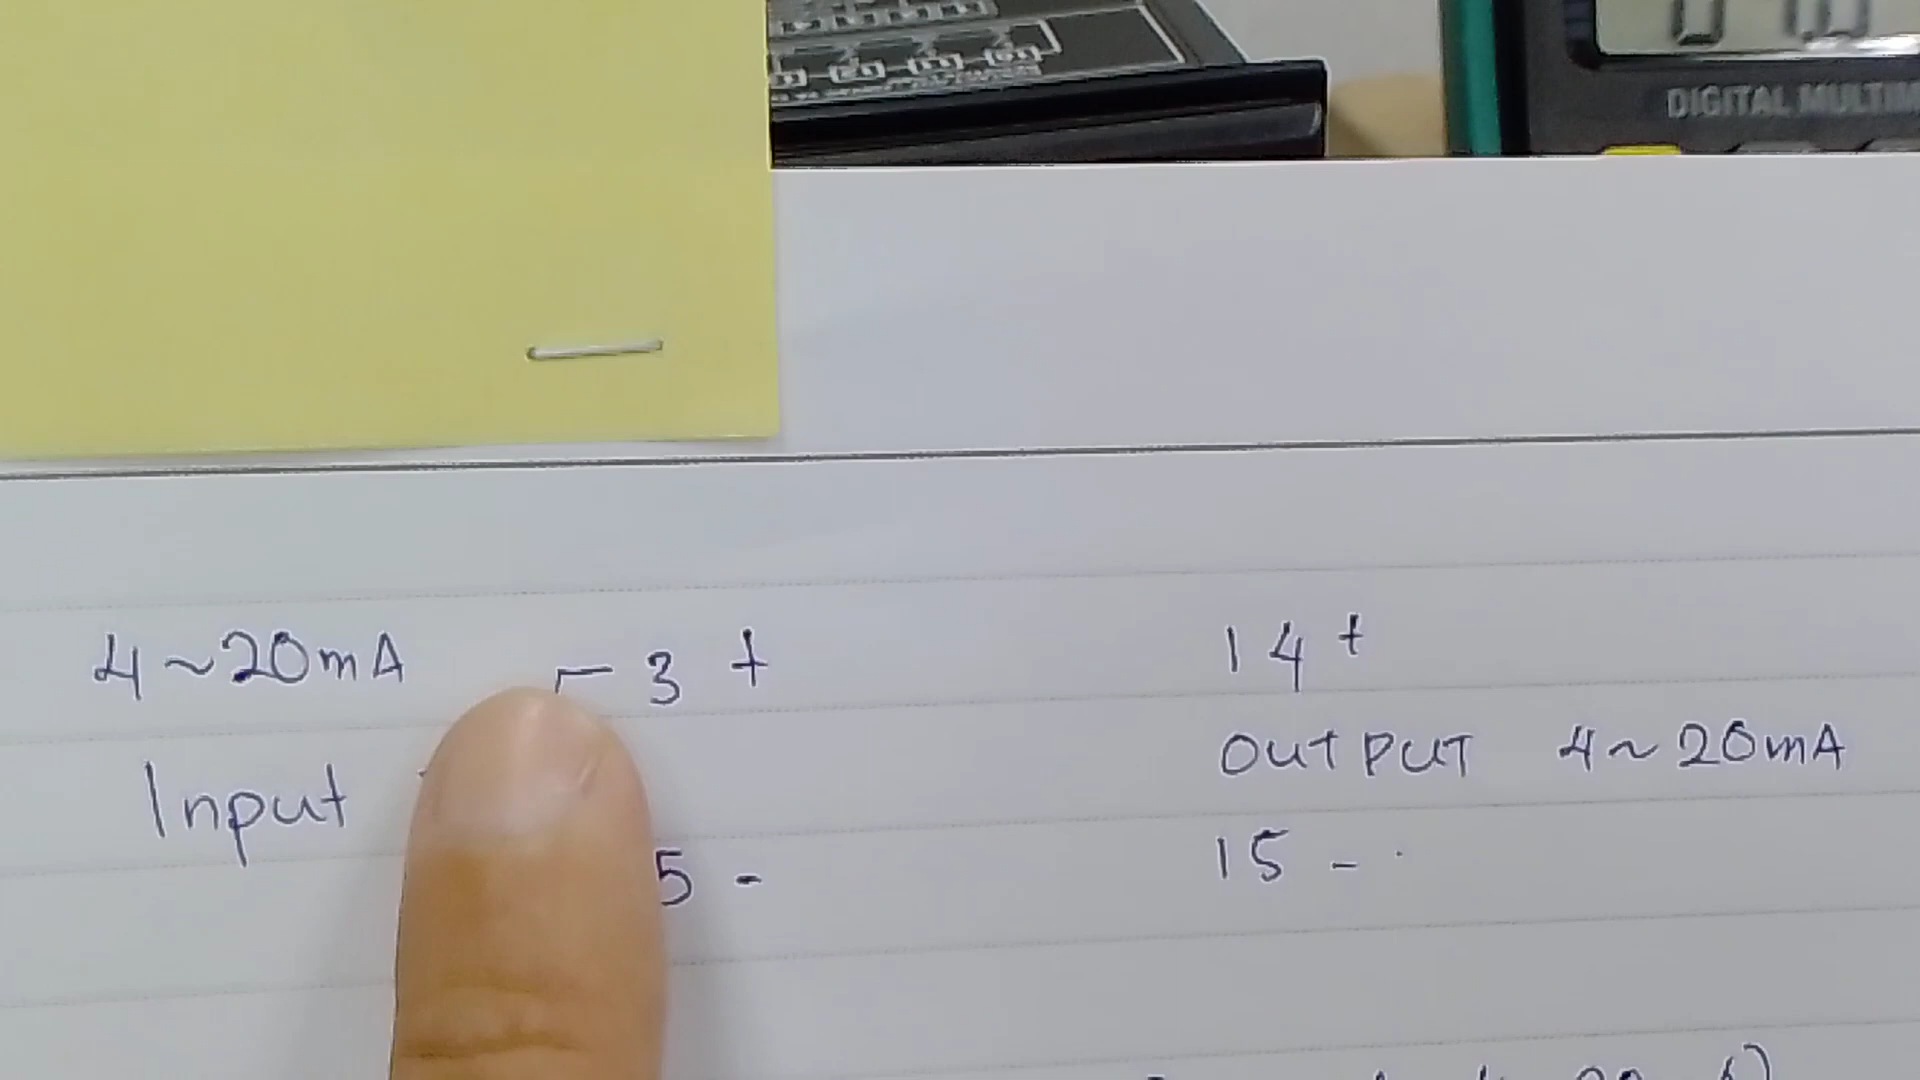 DIGITAL MULTIM
4~20mA
3 +
14 +
Input
OUTPUT 4~20mA
5 -
15 -